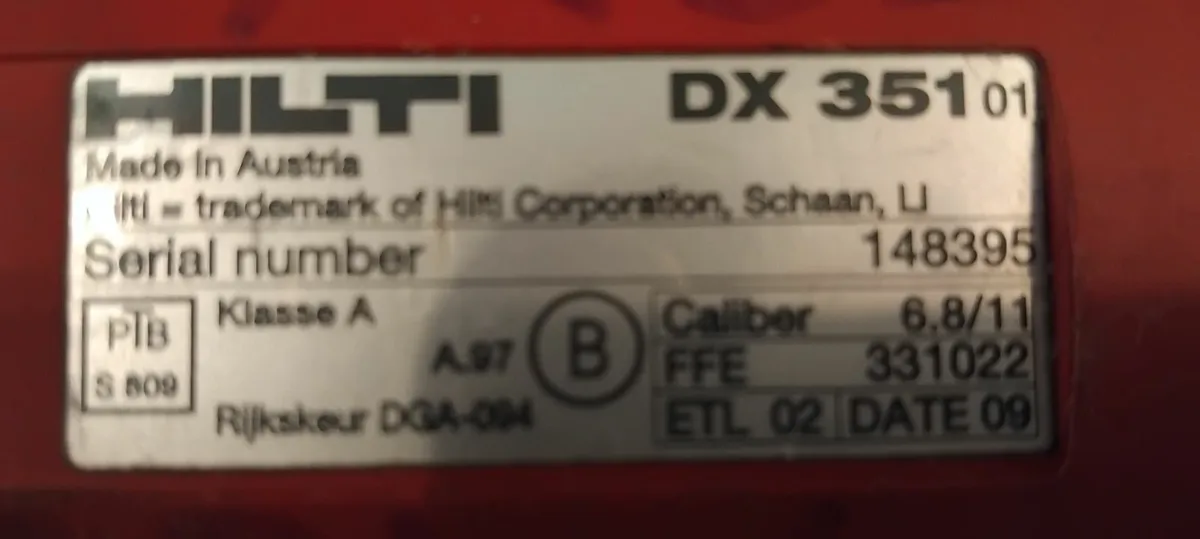 HILTI DX 351 01
Made in Austria
ilti = trademark of Hilti Corporation, Schaan, LI
Serial number 148395
PTB
S 809
Klasse A
A.97
B
Rijkskeur DGA-094
Caliber 6.8/11
FFE 331022
ETL 02 DATE 09